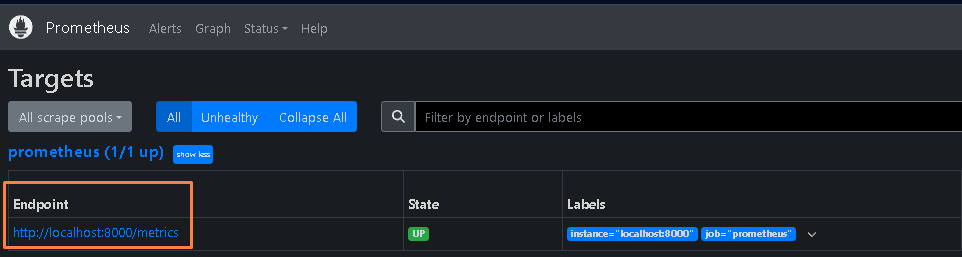 Prometheus Alerts Graph Status Help
Targets
All scrape pools All Unhealthy Collapse All Filter by endpoint or labels
prometheus (1/1 up) show less
Endpoint State Labels
http://localhost:8000/metrics UP instance="localhost:8000" job="prometheus"